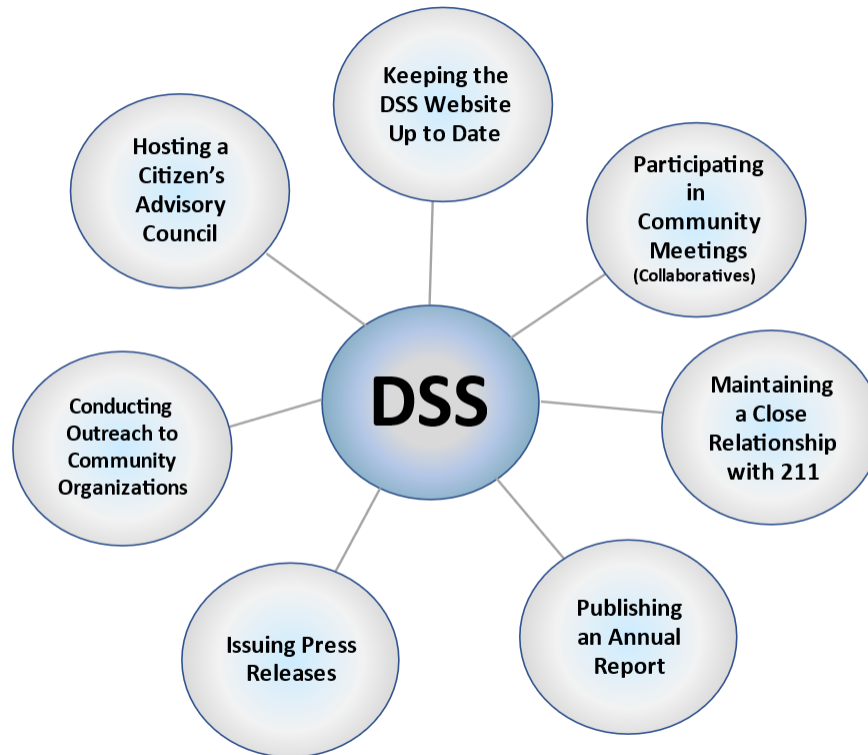 Keeping the
DSS Website
Up to Date
Hosting a
Citizen's
Advisory
Council
Participating
in
Community
Meetings
(Collaboratives)
DSS
Maintaining
a Close
Relationship
with 211
Conducting
Outreach to
Community
Organizations
Publishing
an Annual
Report
Issuing Press
Releases